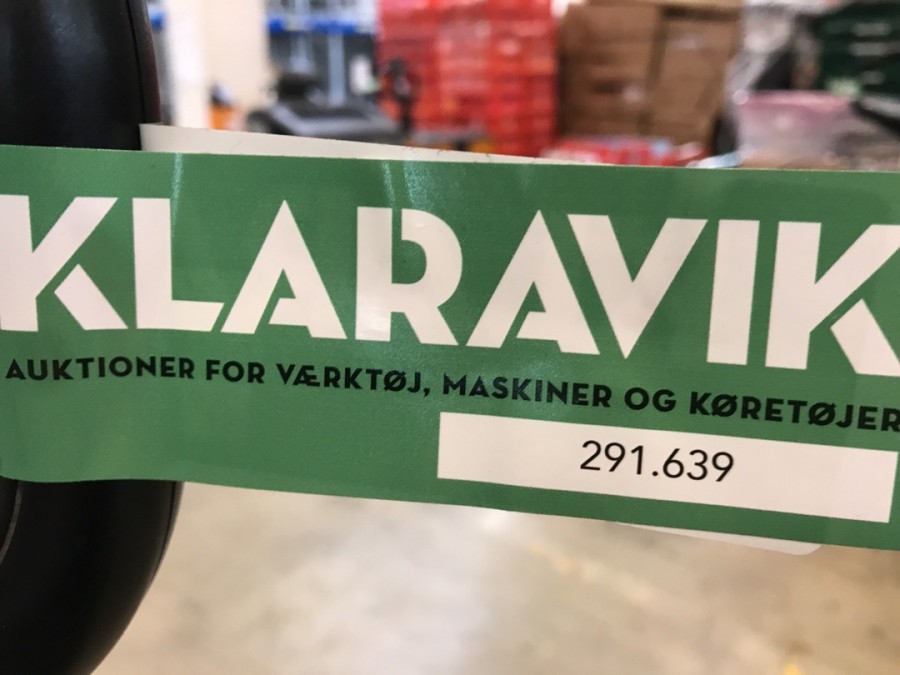 KLARAVIK
AUKTIONER FOR VÆRKTØJ, MASKINER OG KØRETØJER
291.639